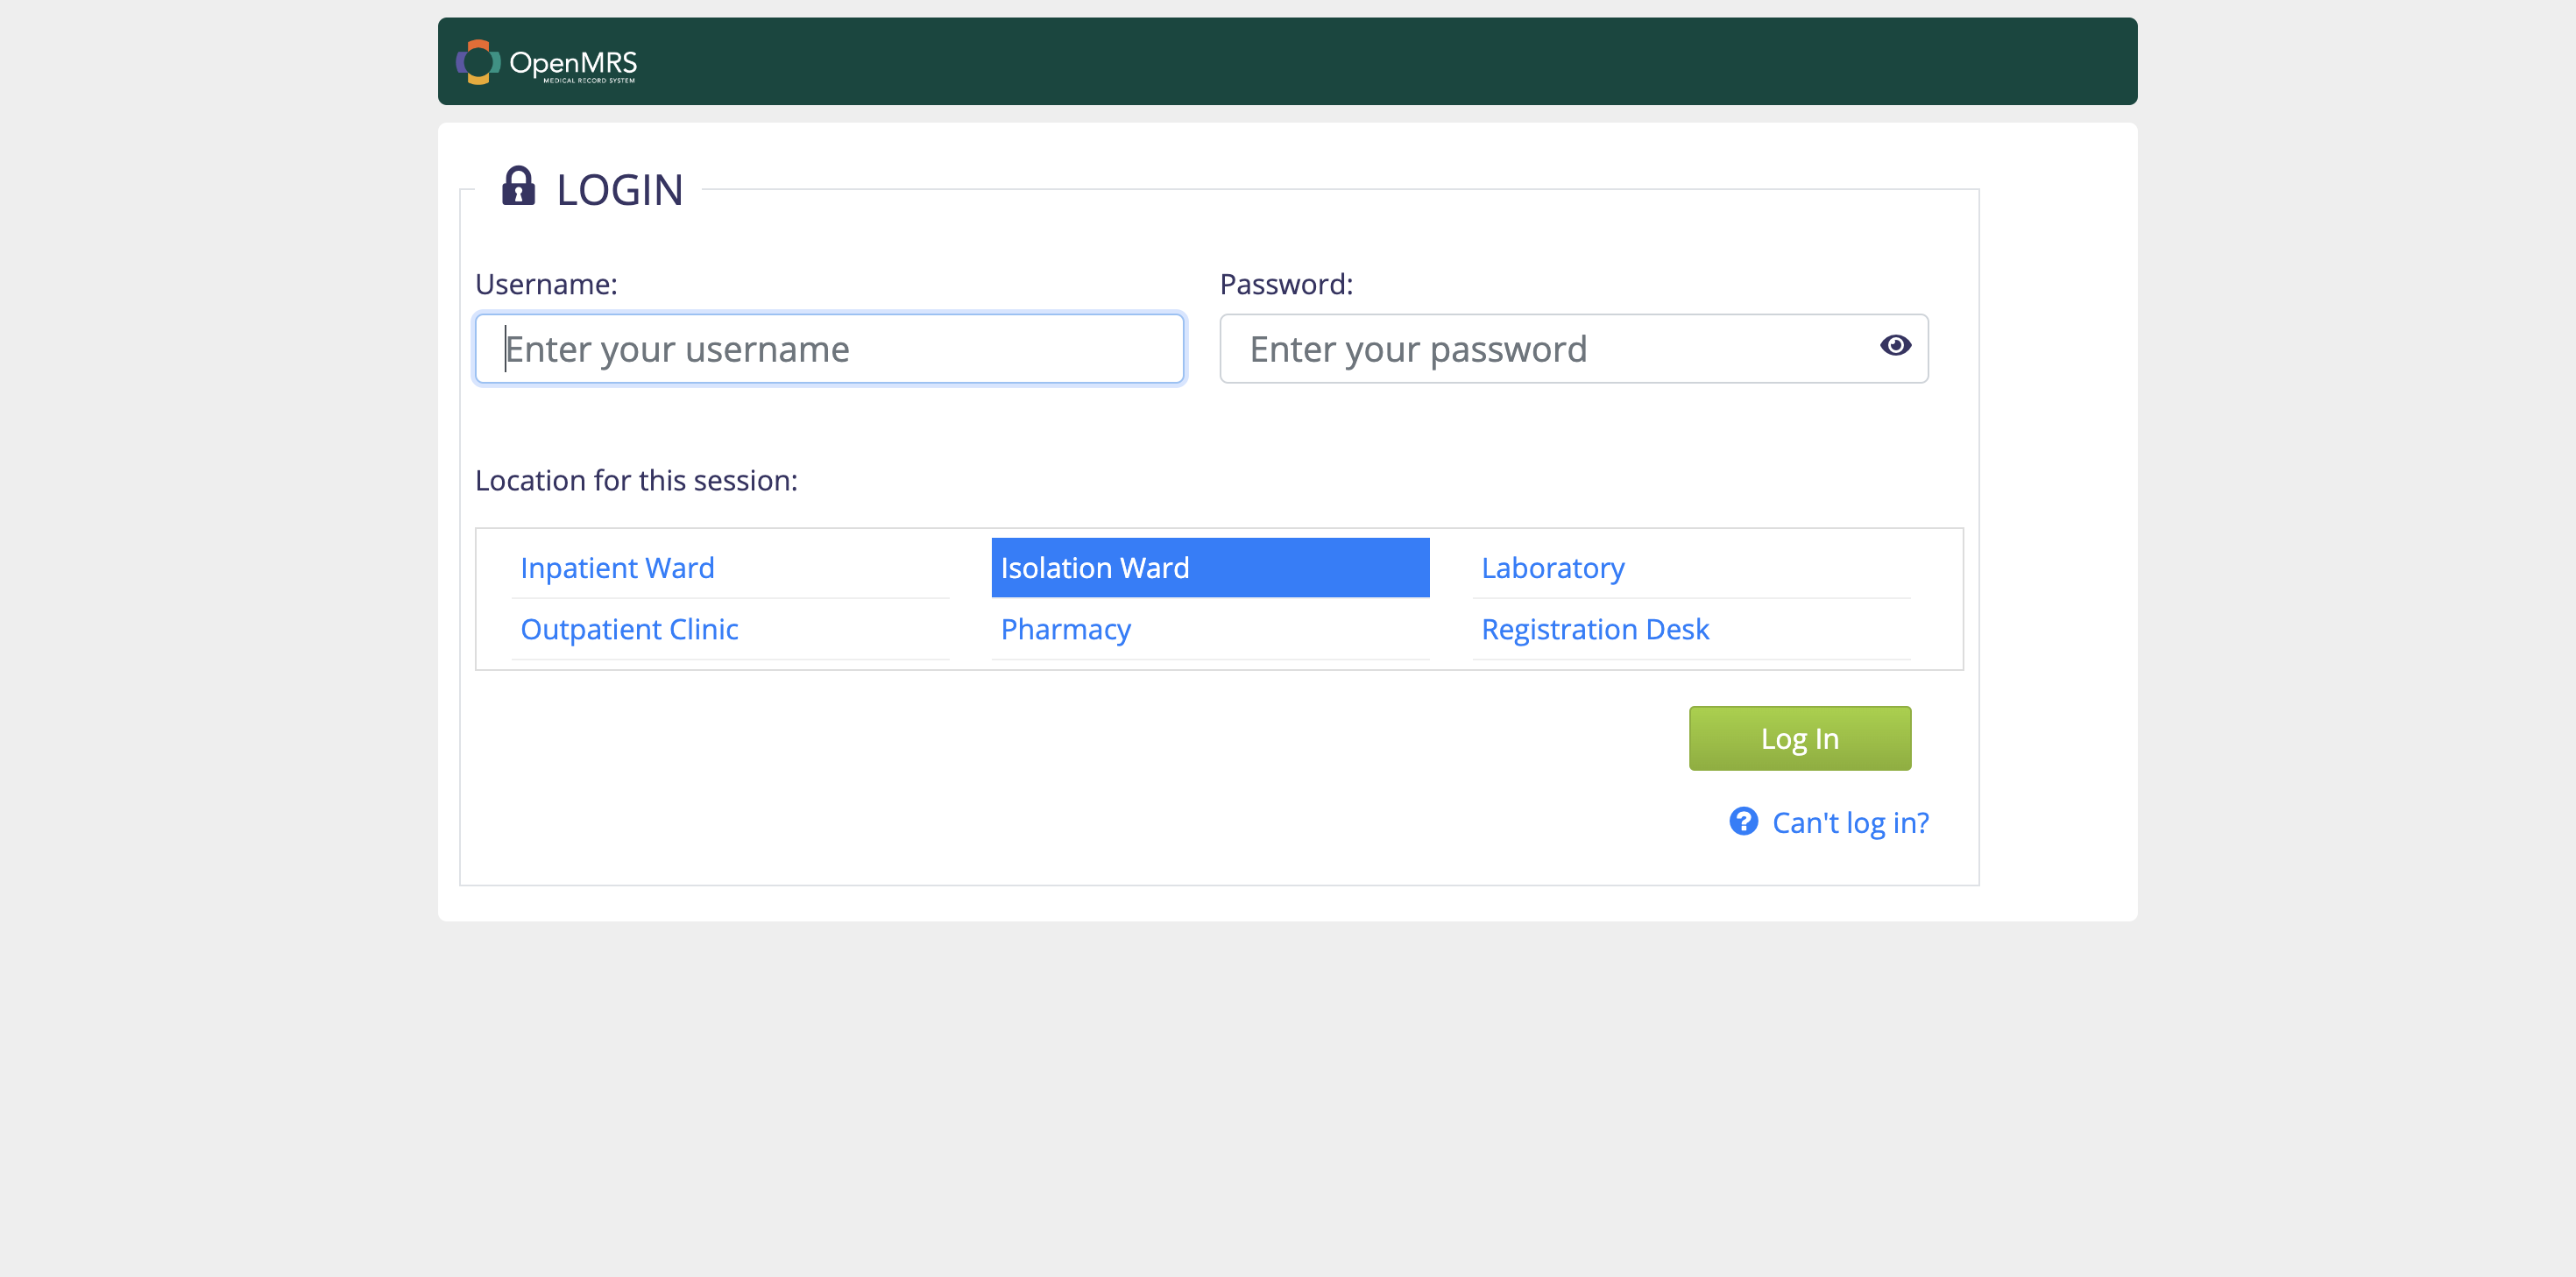 OpenMRS
MEDICAL RECORD SYSTEM
LOGIN
Username: Password:
Enter your username Enter your password
Location for this session:
Inpatient Ward Isolation Ward Laboratory
Outpatient Clinic Pharmacy Registration Desk
Log In
? Can't log in?